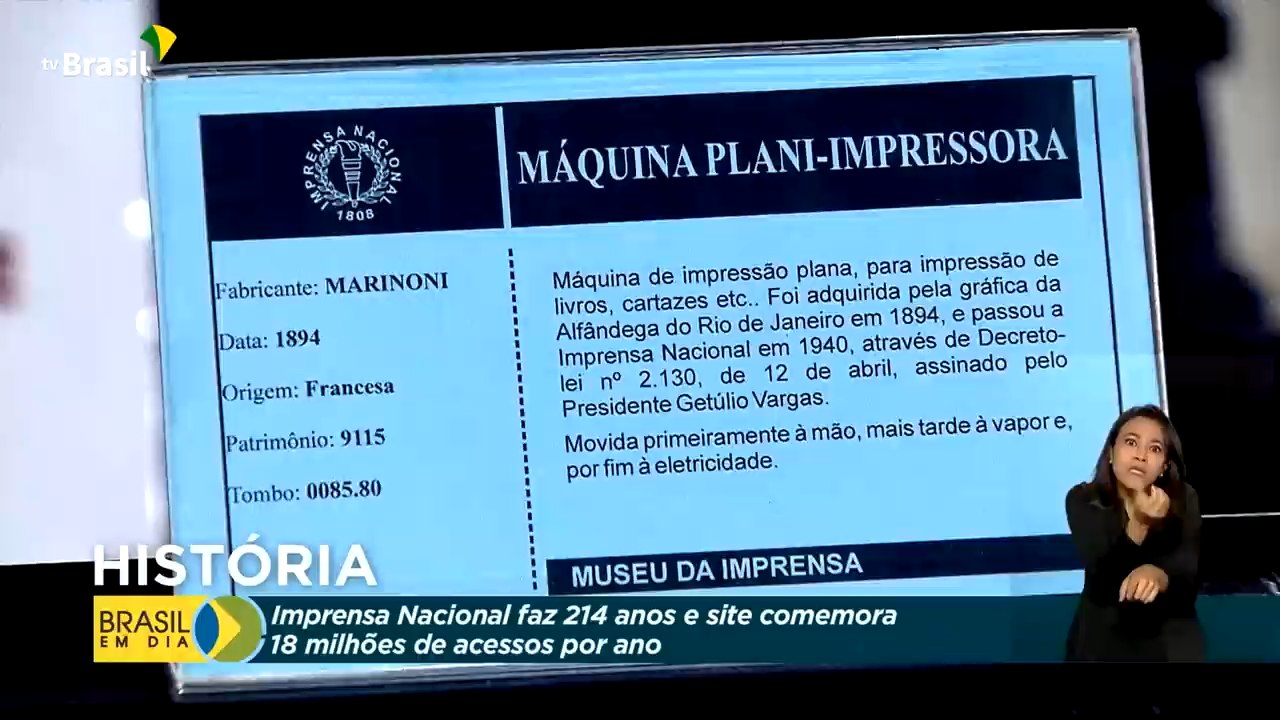 tv Brasil
IMPRENSA NACIONAL
1808
MÁQUINA PLANI-IMPRESSORA
Fabricante: MARINONI
Data: 1894
Origem: Francesa
Patrimônio: 9115
Tombo: 0085.80
Máquina de impressão plana, para impressão de
livros, cartazes etc.. Foi adquirida pela gráfica da
Alfândega do Rio de Janeiro em 1894, e passou a
Imprensa Nacional em 1940, através de Decreto-
lei nº 2.130, de 12 de abril, assinado pelo
Presidente Getúlio Vargas.
Movida primeiramente à mão, mais tarde à vapor e,
por fim à eletricidade.
MUSEU DA IMPRENSA
HISTÓRIA
BRASIL
EM DIA
Imprensa Nacional faz 214 anos e site comemora
18 milhões de acessos por ano